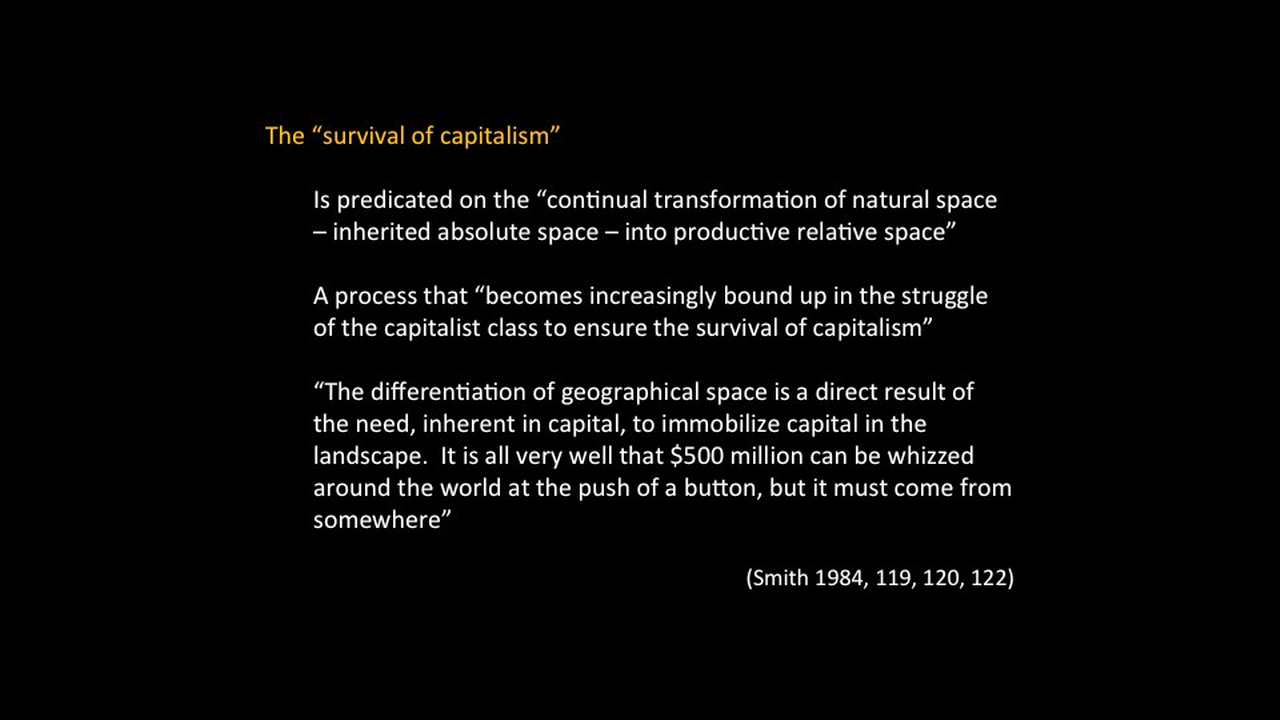 The “survival of capitalism”
Is predicated on the “continual transformation of natural space
– inherited absolute space – into productive relative space”
A process that “becomes increasingly bound up in the struggle
of the capitalist class to ensure the survival of capitalism”
“The differentiation of geographical space is a direct result of
the need, inherent in capital, to immobilize capital in the
landscape.  It is all very well that $500 million can be whizzed
around the world at the push of a button, but it must come from
somewhere”
(Smith 1984, 119, 120, 122)